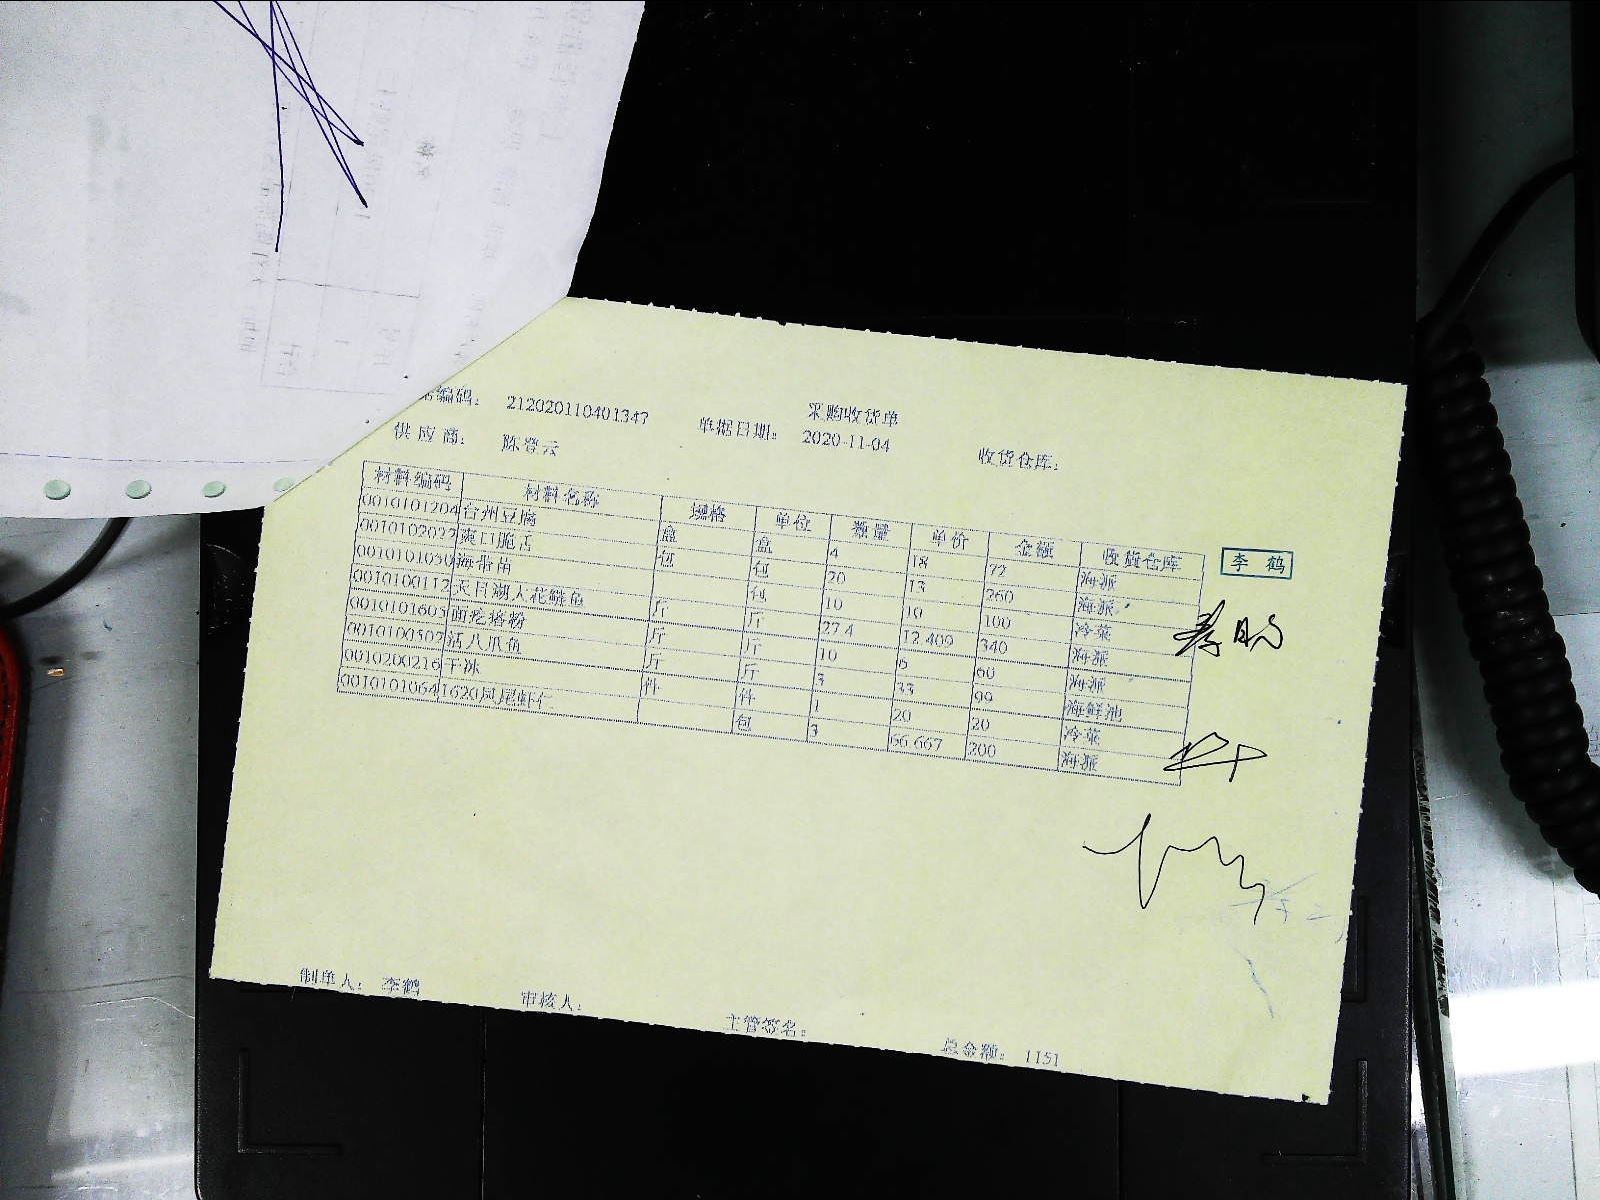 采购收货单
编码: 212020110401347 单据日期: 2020-11-04 收货仓库:
供应商: 陈登云
材料编码 材料名称 规格 单位 数量 单价 金额 收货仓库
0010101204 台州豆腐 盒 盒 4 18 72 海派
0010102022 爽口脆舌 包 包 20 13 260 海派
0010101030 海带苗 包 10 10 100 冷菜
0010100112 天目湖大花鲢鱼 斤 斤 27.4 12.409 340 海派
0010101605 面疙瘩粉 斤 斤 10 6 60 海派
0010100502 活八爪鱼 斤 斤 3 33 99 海鲜池
0010200216 干冰 件 件 1 20 20 冷菜
0010101064 1620凤尾虾仁 包 3 66.667 200 海派
李鹤
制单人: 李鹤 审核人: 主管签名: 总金额: 1151